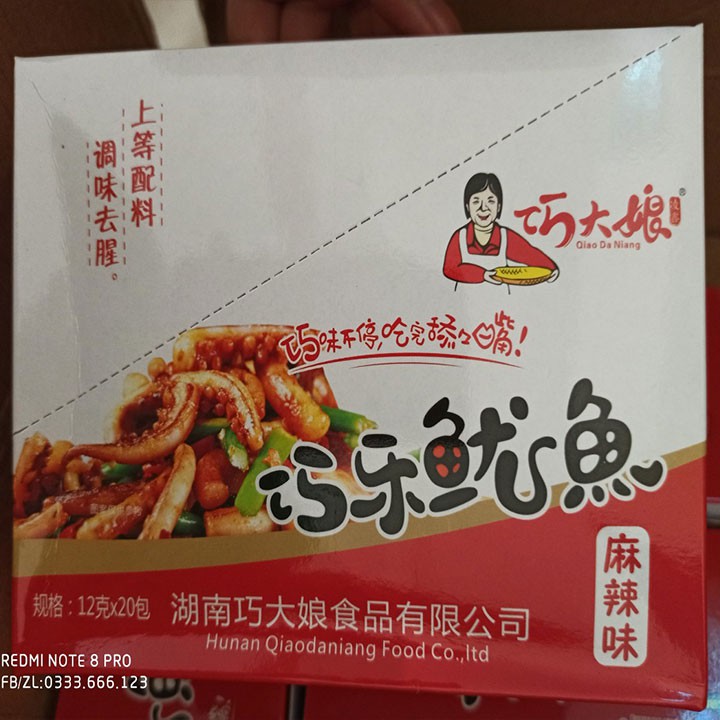 上等配料
调味去腥。
巧大娘®
Qiao Da Niang
巧味不停,吃完舔舔嘴!
巧乐鱿鱼
麻辣味
规格:12克x20包
湖南巧大娘食品有限公司
Hunan Qiaodaniang Food Co.,ltd
REDMI NOTE 8 PRO
FB/ZL:0333.666.123